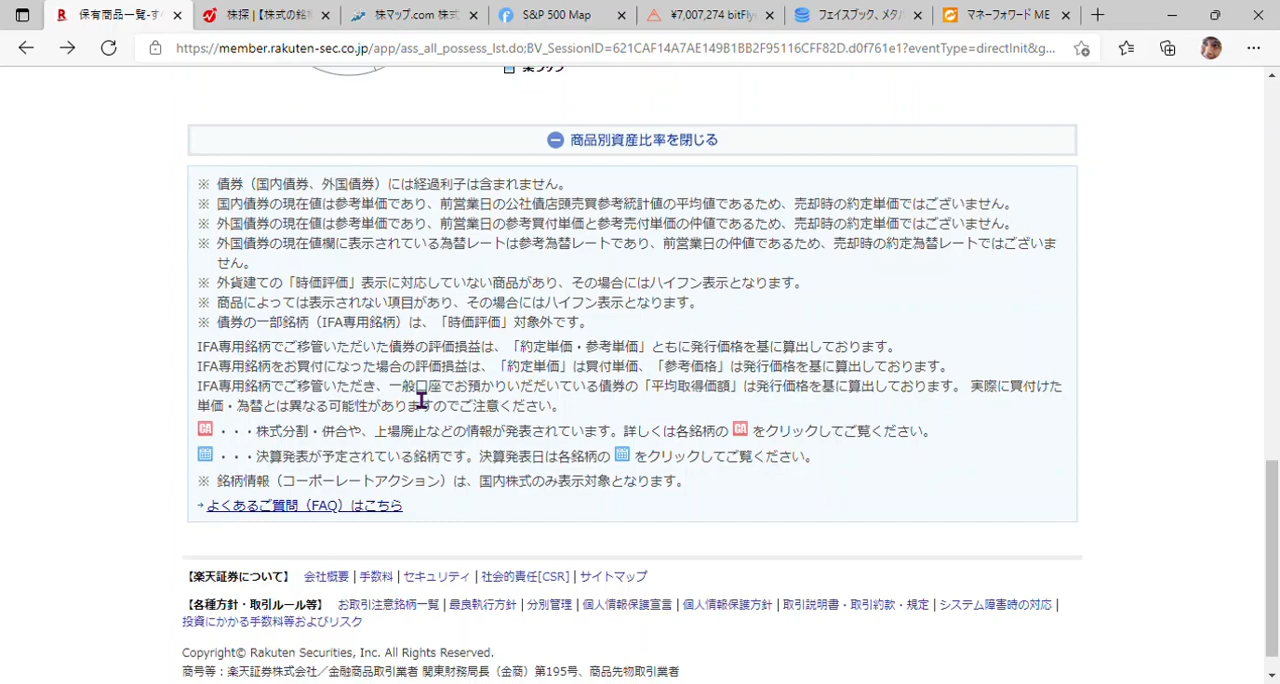 保有商品一覧-す
株探 |【株式の銘柄
株マップ.com 株式
S&P 500 Map
¥7,007,274 bitFly
フェイスブック、メタバ
マネーフォワード ME
https://member.rakuten-sec.co.jp/app/ass_all_possess_lst.do:BV_SessionID=621CAF14A7AE149B1BB2F95116CFF82D.d0f761e1?eventType=directInit&g...
楽ラップ
商品別資産比率を閉じる
※ 債券（国内債券、外国債券）には経過利子は含まれません。
※ 国内債券の現在値は参考単価であり、前営業日の公社債店頭売買参考統計値の平均値であるため、売却時の約定単価ではございません。
※ 外国債券の現在値は参考単価であり、前営業日の参考買付単価と参考売付単価の仲値であるため、売却時の約定単価ではございません。
※ 外国債券の現在値欄に表示されている為替レートは参考為替レートであり、前営業日の仲値であるため、売却時の約定為替レートではございま
せん。
※ 外貨建ての「時価評価」表示に対応していない商品があり、その場合にはハイフン表示となります。
※ 商品によっては表示されない項目があり、その場合にはハイフン表示となります。
※ 債券の一部銘柄（IFA専用銘柄）は、「時価評価」対象外です。
IFA専用銘柄でご移管いただいた債券の評価損益は、「約定単価・参考単価」ともに発行価格を基に算出しております。
IFA専用銘柄をお買付になった場合の評価損益は、「約定単価」は買付単価、「参考価格」は発行価格を基に算出しております。
IFA専用銘柄でご移管いただき、一般口座でお預かりいだだいている債券の「平均取得価額」は発行価格を基に算出しております。 実際に買付けた
単価・為替とは異なる可能性がありますのでご注意ください。
CA ・・・株式分割・併合や、上場廃止などの情報が発表されています。詳しくは各銘柄の CA をクリックしてご覧ください。
・・・決算発表が予定されている銘柄です。決算発表日は各銘柄の をクリックしてご覧ください。
※ 銘柄情報（コーポレートアクション）は、国内株式のみ表示対象となります。
よくあるご質問（FAQ）はこちら
【楽天証券について】 会社概要 | 手数料 | セキュリティ | 社会的責任[CSR] | サイトマップ
【各種方針・取引ルール等】 お取引注意銘柄一覧 | 最良執行方針 | 分別管理 | 個人情報保護宣言 | 個人情報保護方針 | 取引説明書・取引約款・規定 | システム障害時の対応 |
投資にかかる手数料等およびリスク
Copyright© Rakuten Securities, Inc. All Rights Reserved.
商号等：楽天証券株式会社／金融商品取引業者 関東財務局長（金商）第195号、商品先物取引業者